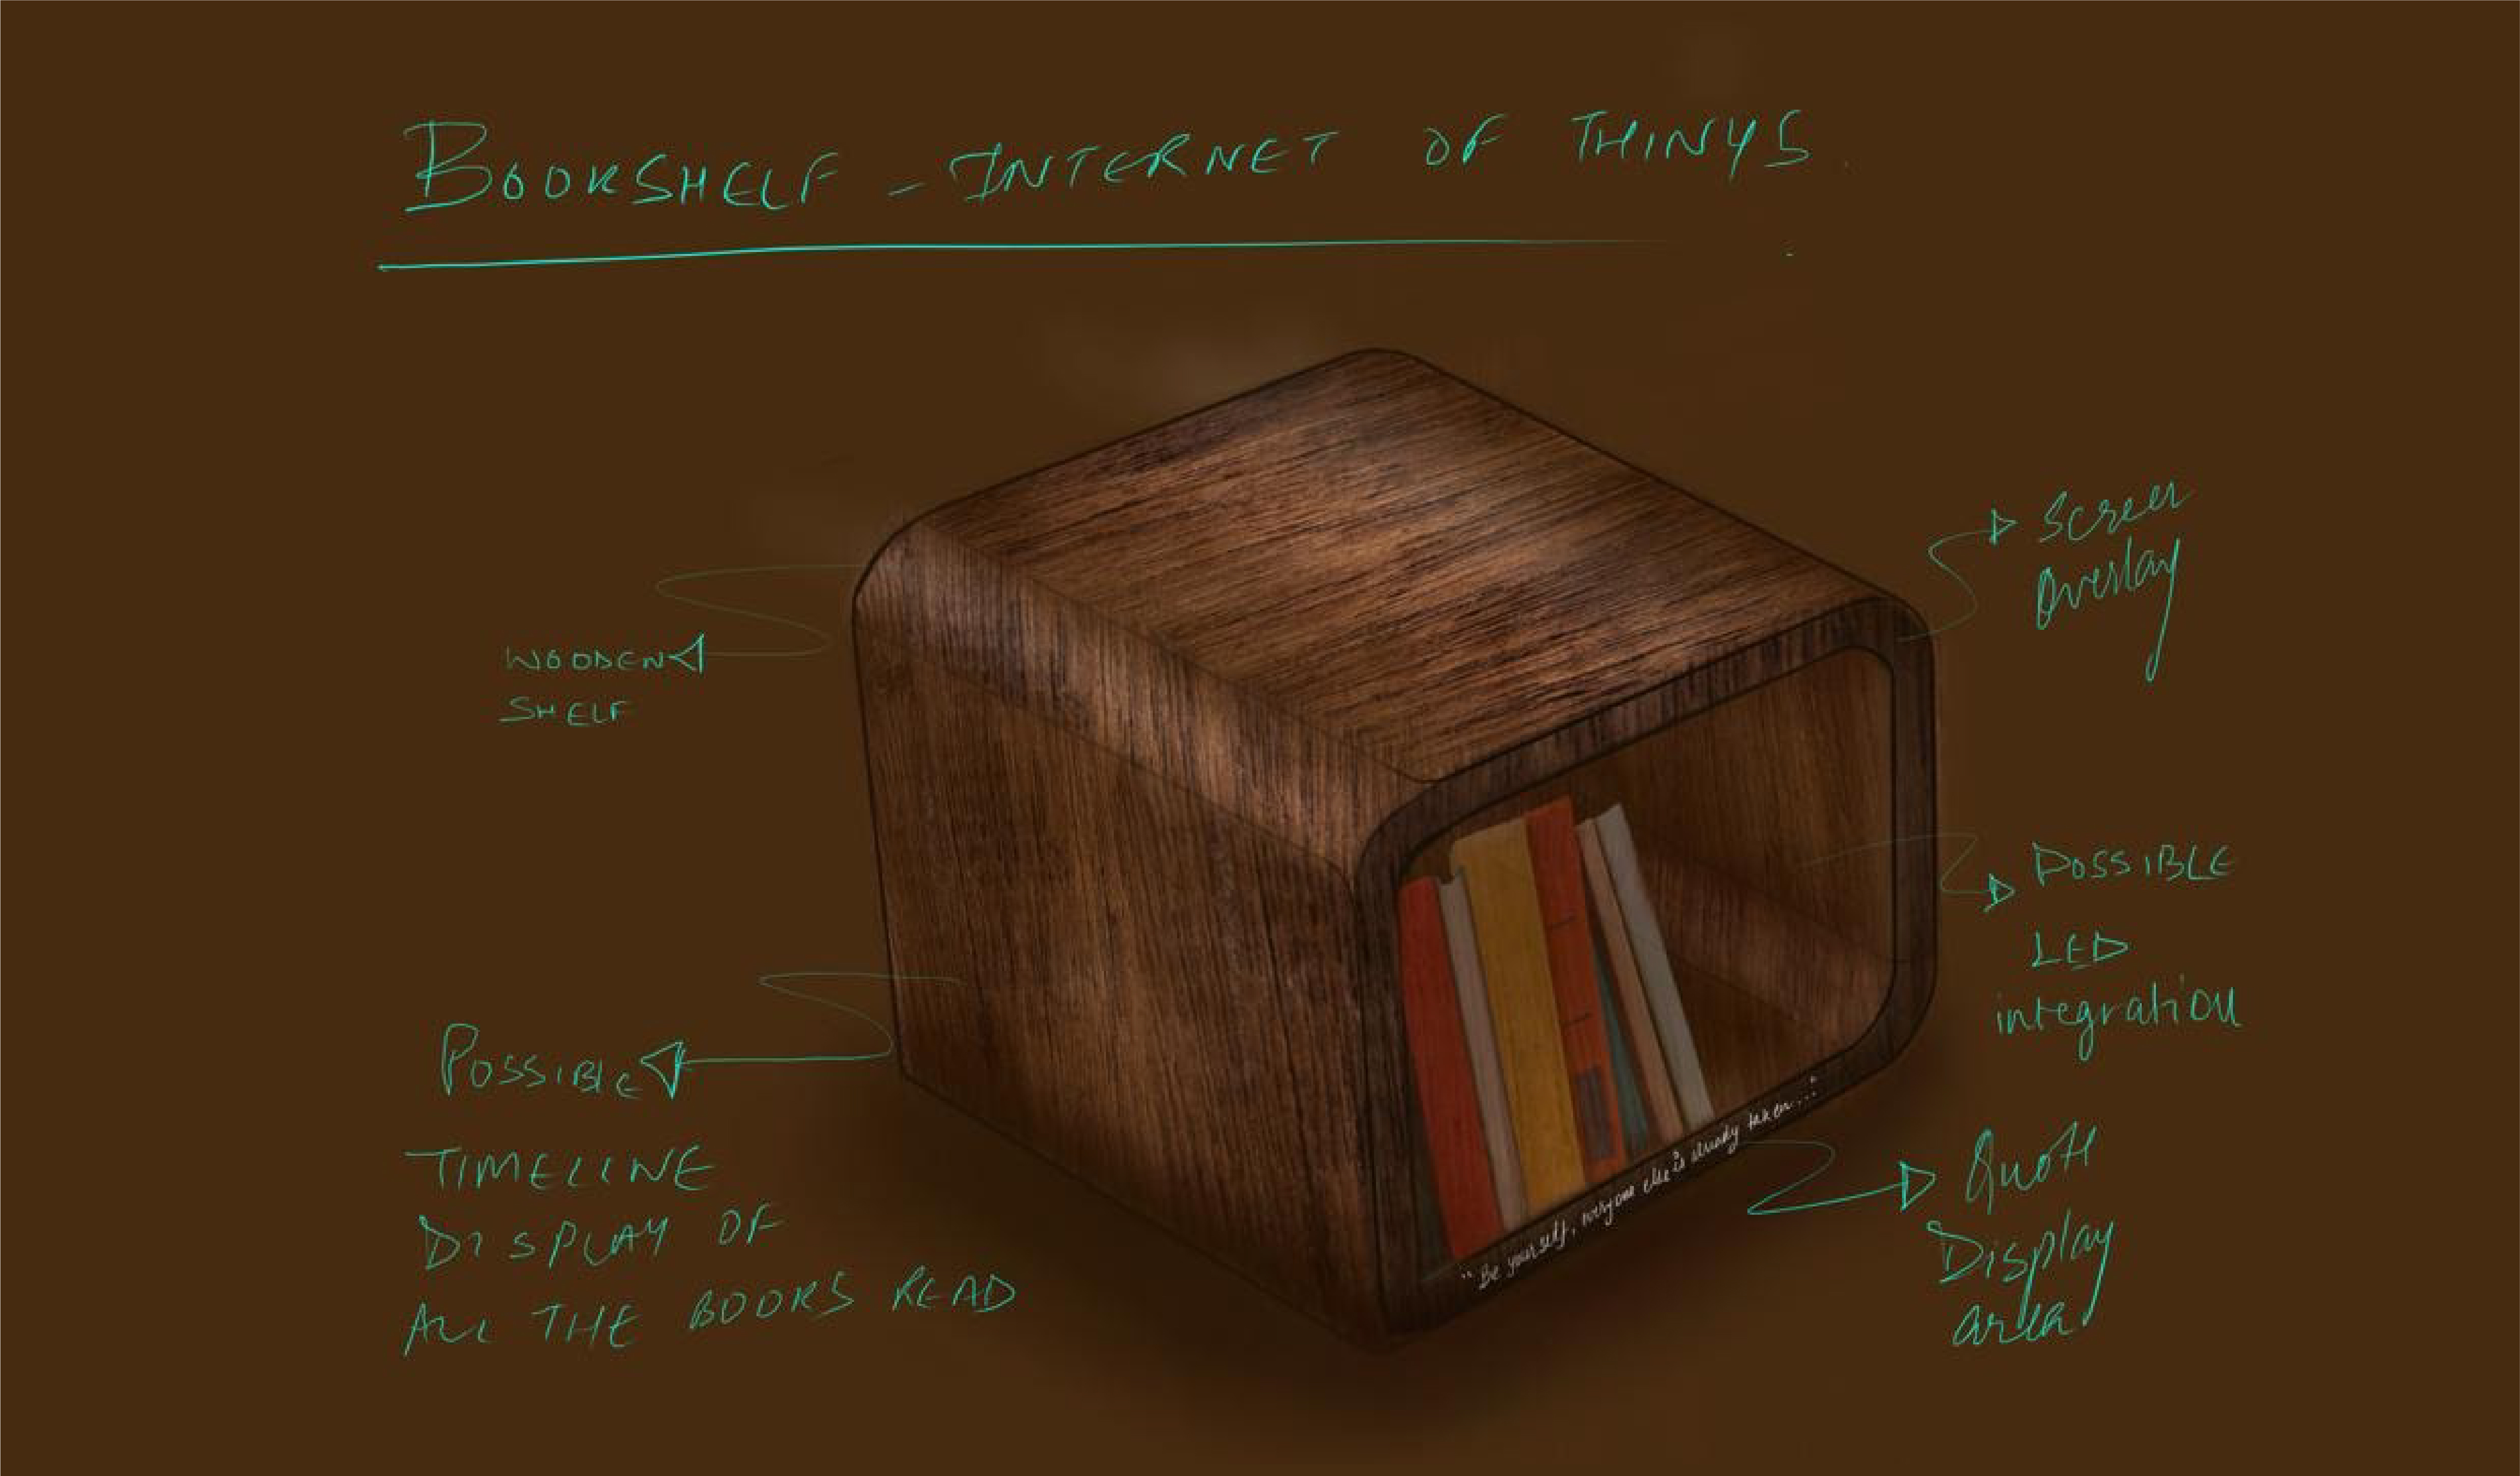 BOOKSHELF - INTERNET OF THINGS
Screen
Overlay
WOODEN
SHELF
POSSIBLE
LED
integration
POSSIBLE
TIMELINE
DISPLAY OF
ALL THE BOOKS READ
"Be yourself, everyone else is already taken..."
Quote
Display
area